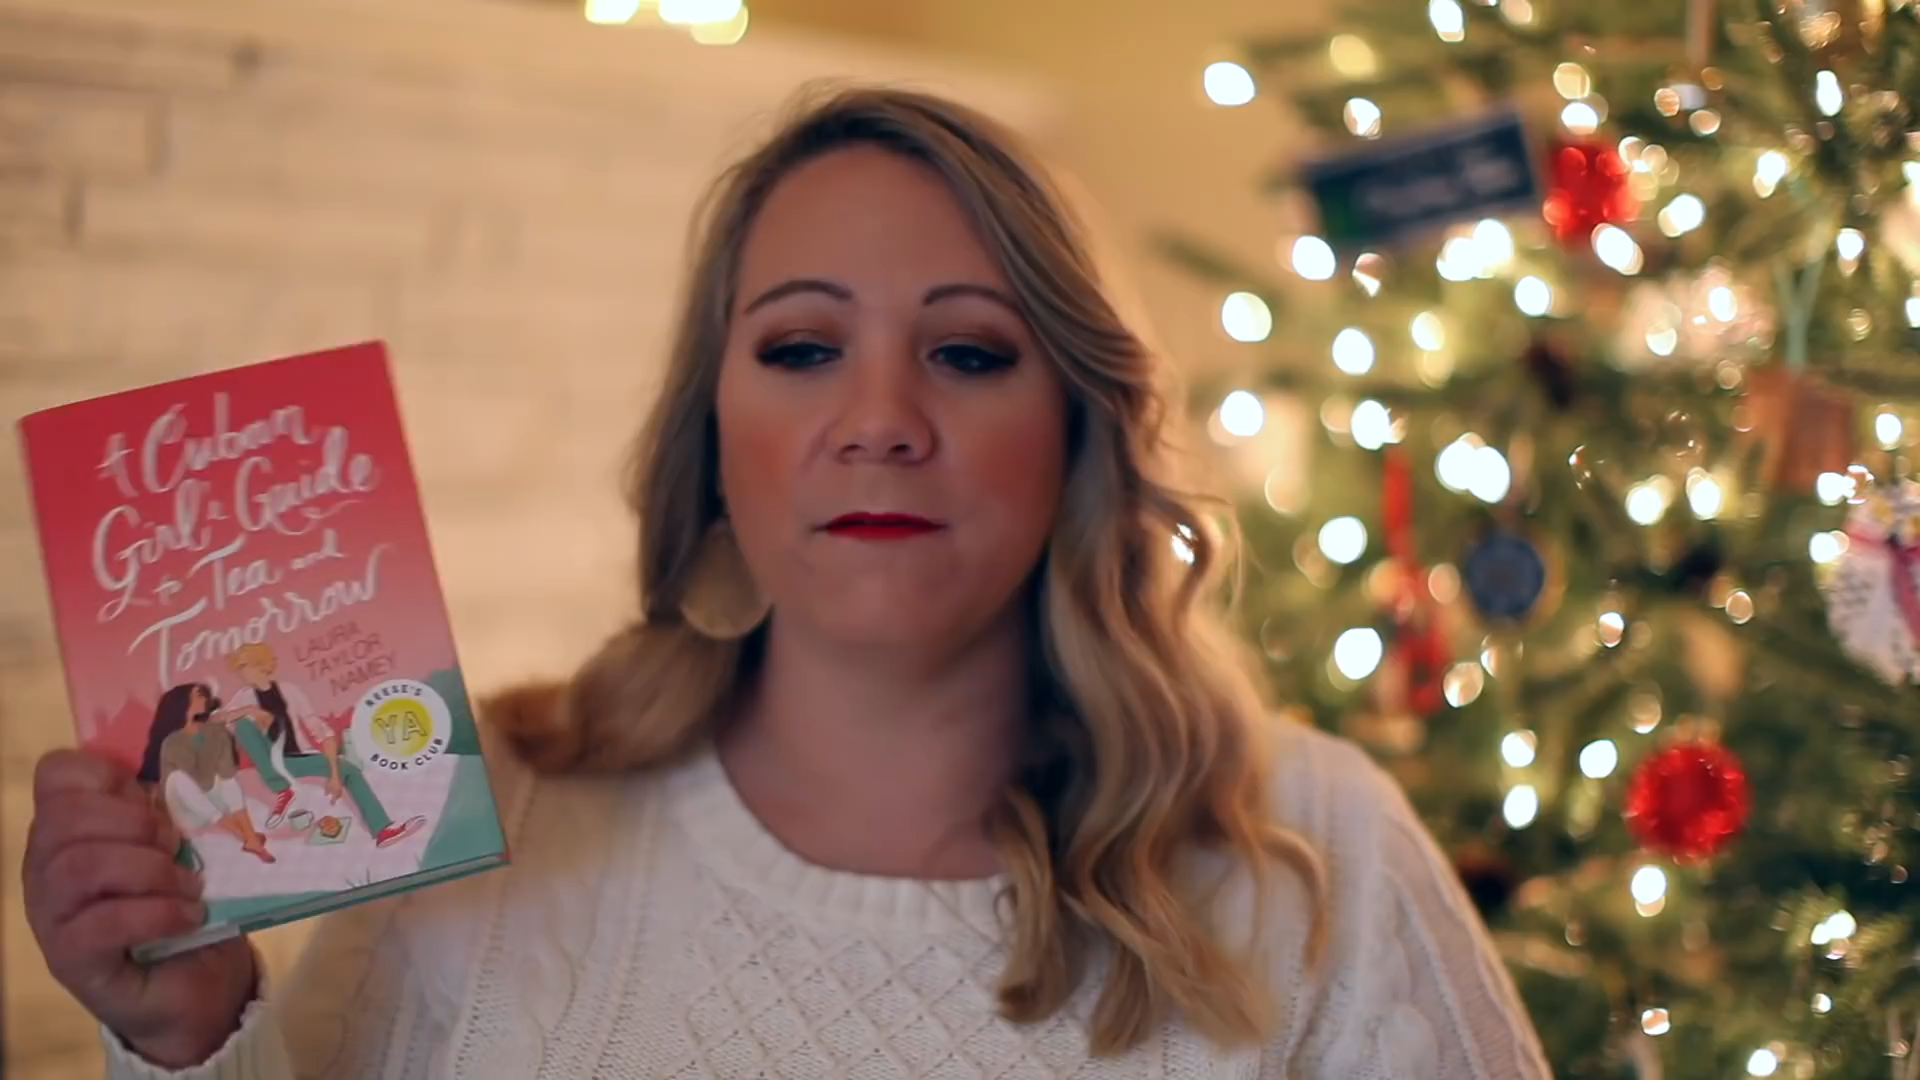 A Cuban
Girl's Guide
to Tea and
Tomorrow
LAURA
TAYLOR
NAMEY
REESE'S
YA
BOOK CLUB